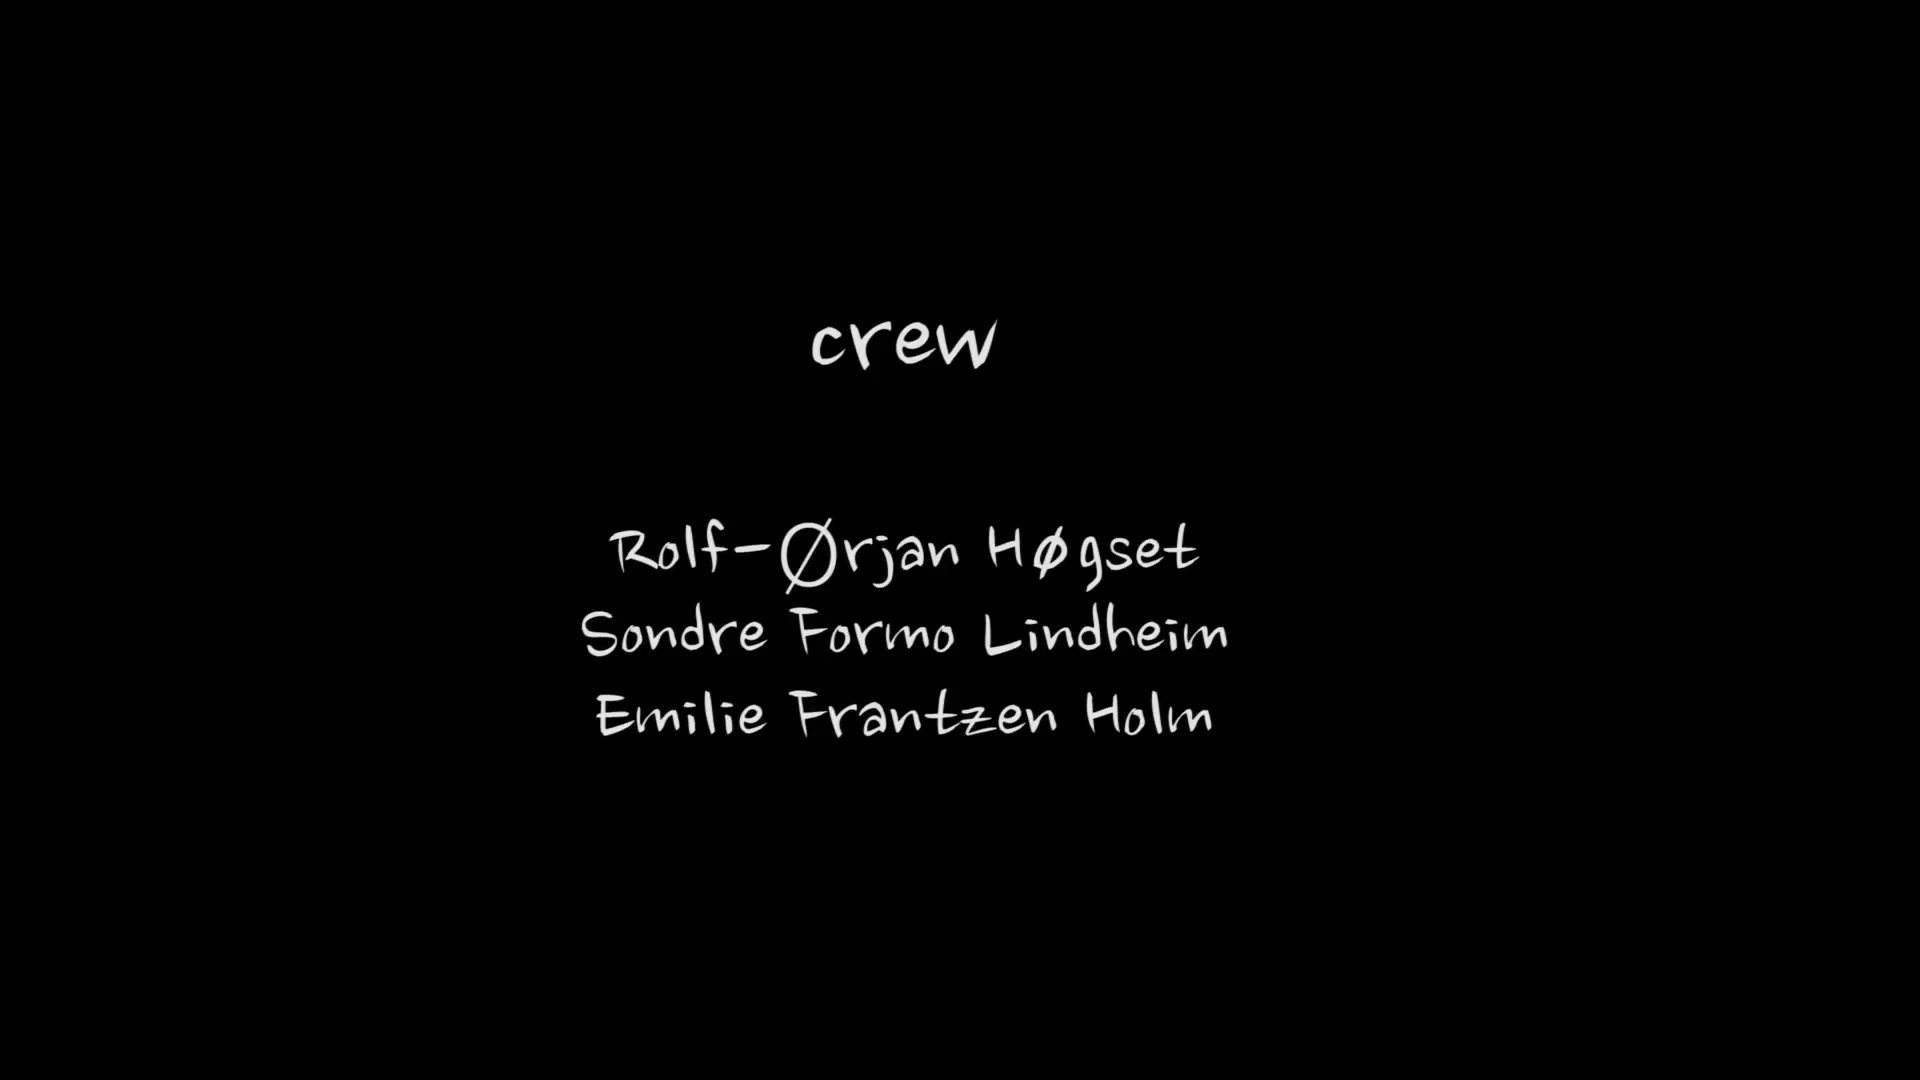 crew
Rolf-Ørjan Høgset
Sondre Formo Lindheim
Emilie Frantzen Holm